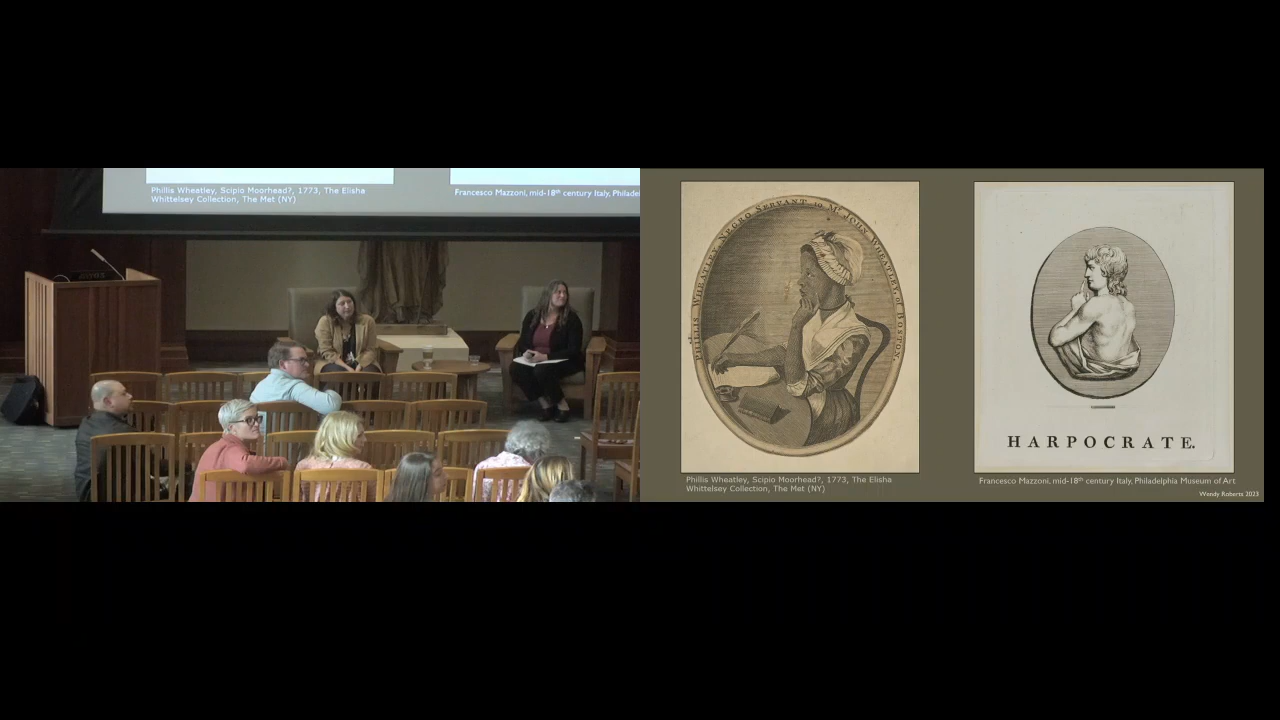 Phillis Wheatley, Scipio Moorhead?, 1773, The Elisha
Whittelsey Collection, The Met (NY)
Francesco Mazzoni, mid-18th century Italy, Philadel
PHILLIS WHEATLEY, NEGRO SERVANT to Mr. JOHN WHEATLEY, of BOSTON.
HARPOCRATE.
Phillis Wheatley, Scipio Moorhead?, 1773, The Elisha
Whittelsey Collection, The Met (NY)
Francesco Mazzoni, mid-18th century Italy, Philadelphia Museum of Art
Wendy Roberts 2023